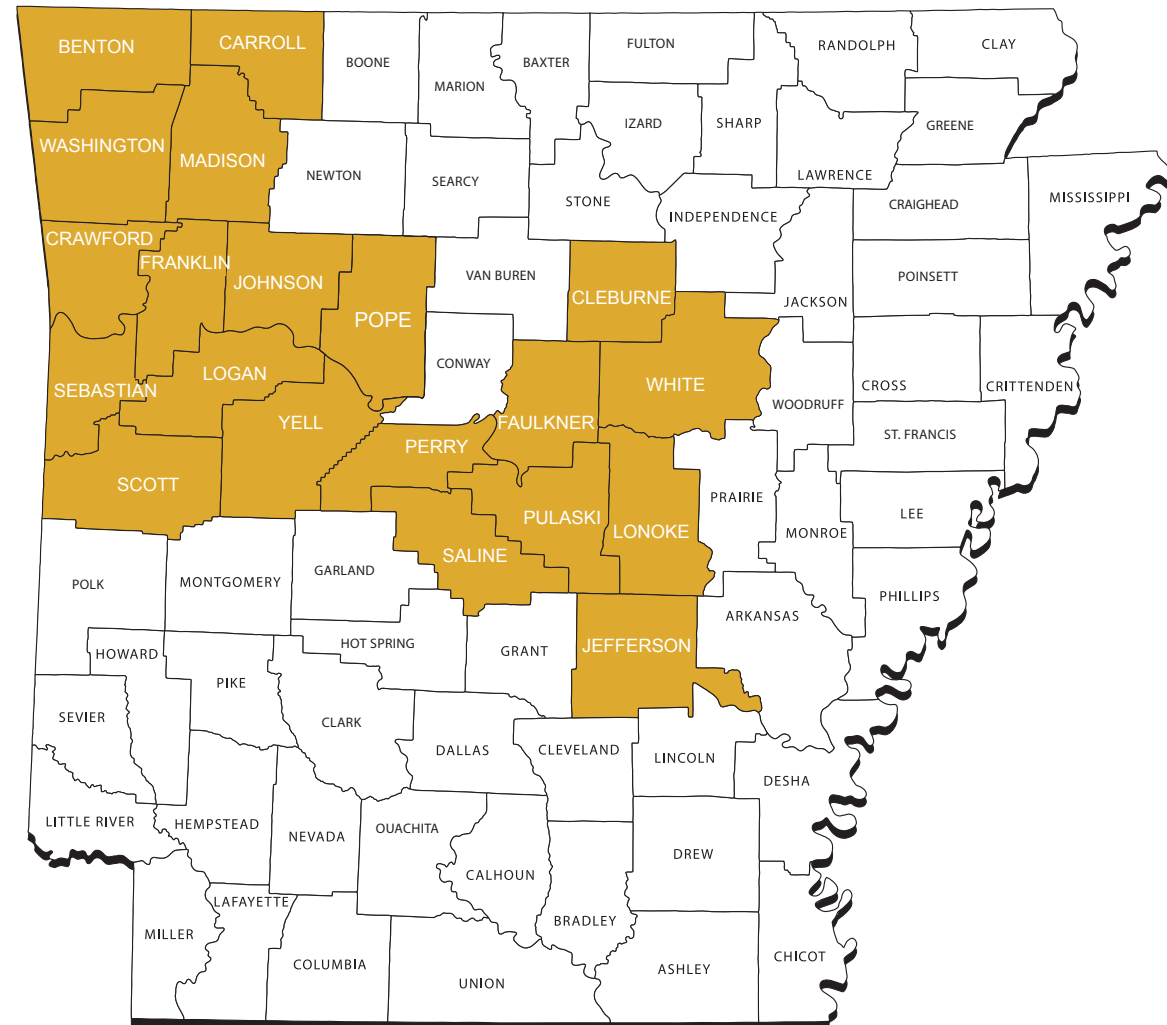 BENTON
CARROLL
BOONE
MARION
BAXTER
FULTON
RANDOLPH
CLAY
IZARD
SHARP
GREENE
WASHINGTON
MADISON
NEWTON
SEARCY
STONE
LAWRENCE
INDEPENDENCE
CRAIGHEAD
MISSISSIPPI
CRAWFORD
FRANKLIN
JOHNSON
POPE
VAN BUREN
CLEBURNE
JACKSON
POINSETT
SEBASTIAN
LOGAN
CONWAY
WHITE
WOODRUFF
CROSS
CRITTENDEN
YELL
FAULKNER
ST. FRANCIS
SCOTT
PERRY
PULASKI
LONOKE
PRAIRIE
MONROE
LEE
SALINE
POLK
MONTGOMERY
GARLAND
PHILLIPS
ARKANSAS
HOWARD
HOT SPRING
GRANT
JEFFERSON
PIKE
SEVIER
CLARK
DALLAS
CLEVELAND
LINCOLN
DESHA
LITTLE RIVER
HEMPSTEAD
NEVADA
OUACHITA
DREW
CALHOUN
LAFAYETTE
BRADLEY
MILLER
COLUMBIA
UNION
ASHLEY
CHICOT